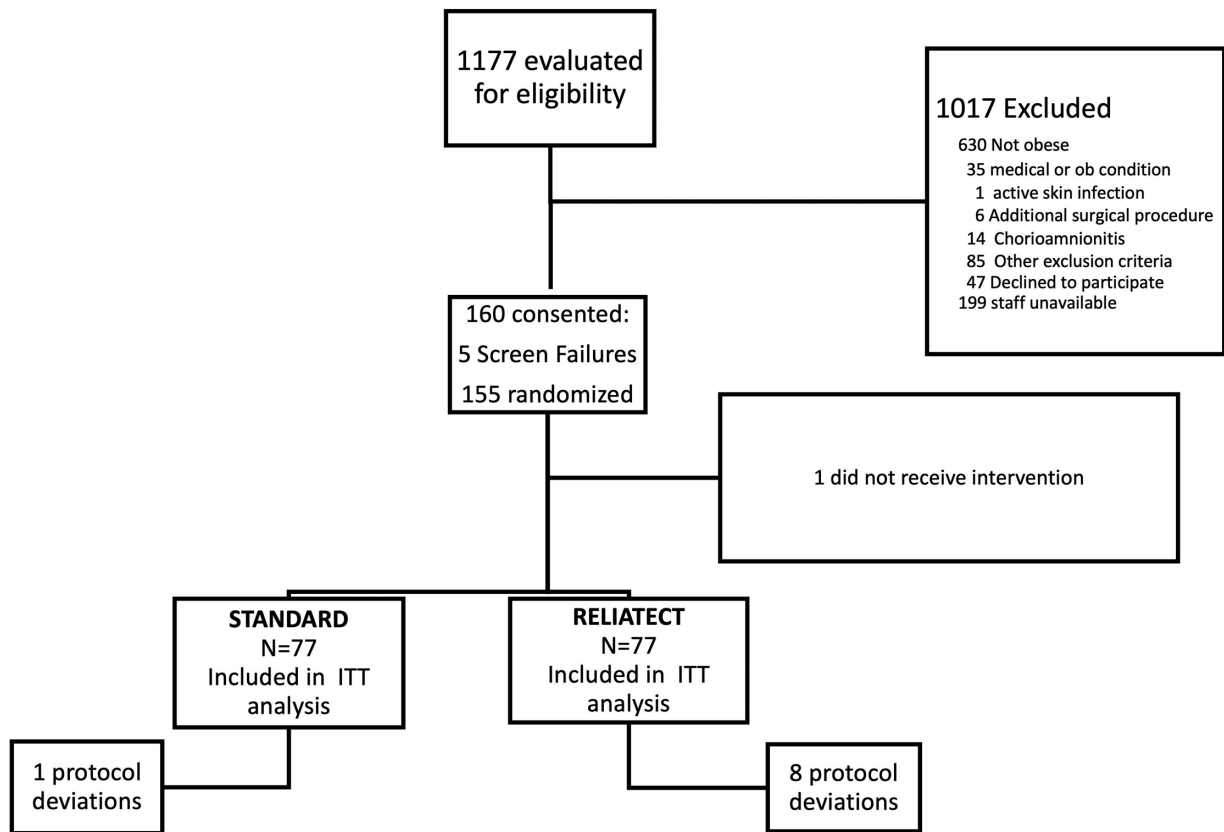 1177 evaluated
for eligibility
1017 Excluded
630 Not obese
35 medical or ob condition
1 active skin infection
6 Additional surgical procedure
14 Chorioamnionitis
85 Other exclusion criteria
47 Declined to participate
199 staff unavailable
160 consented:
5 Screen Failures
155 randomized
1 did not receive intervention
STANDARD
N=77
Included in ITT
analysis
RELIATECT
N=77
Included in ITT
analysis
1 protocol
deviations
8 protocol
deviations